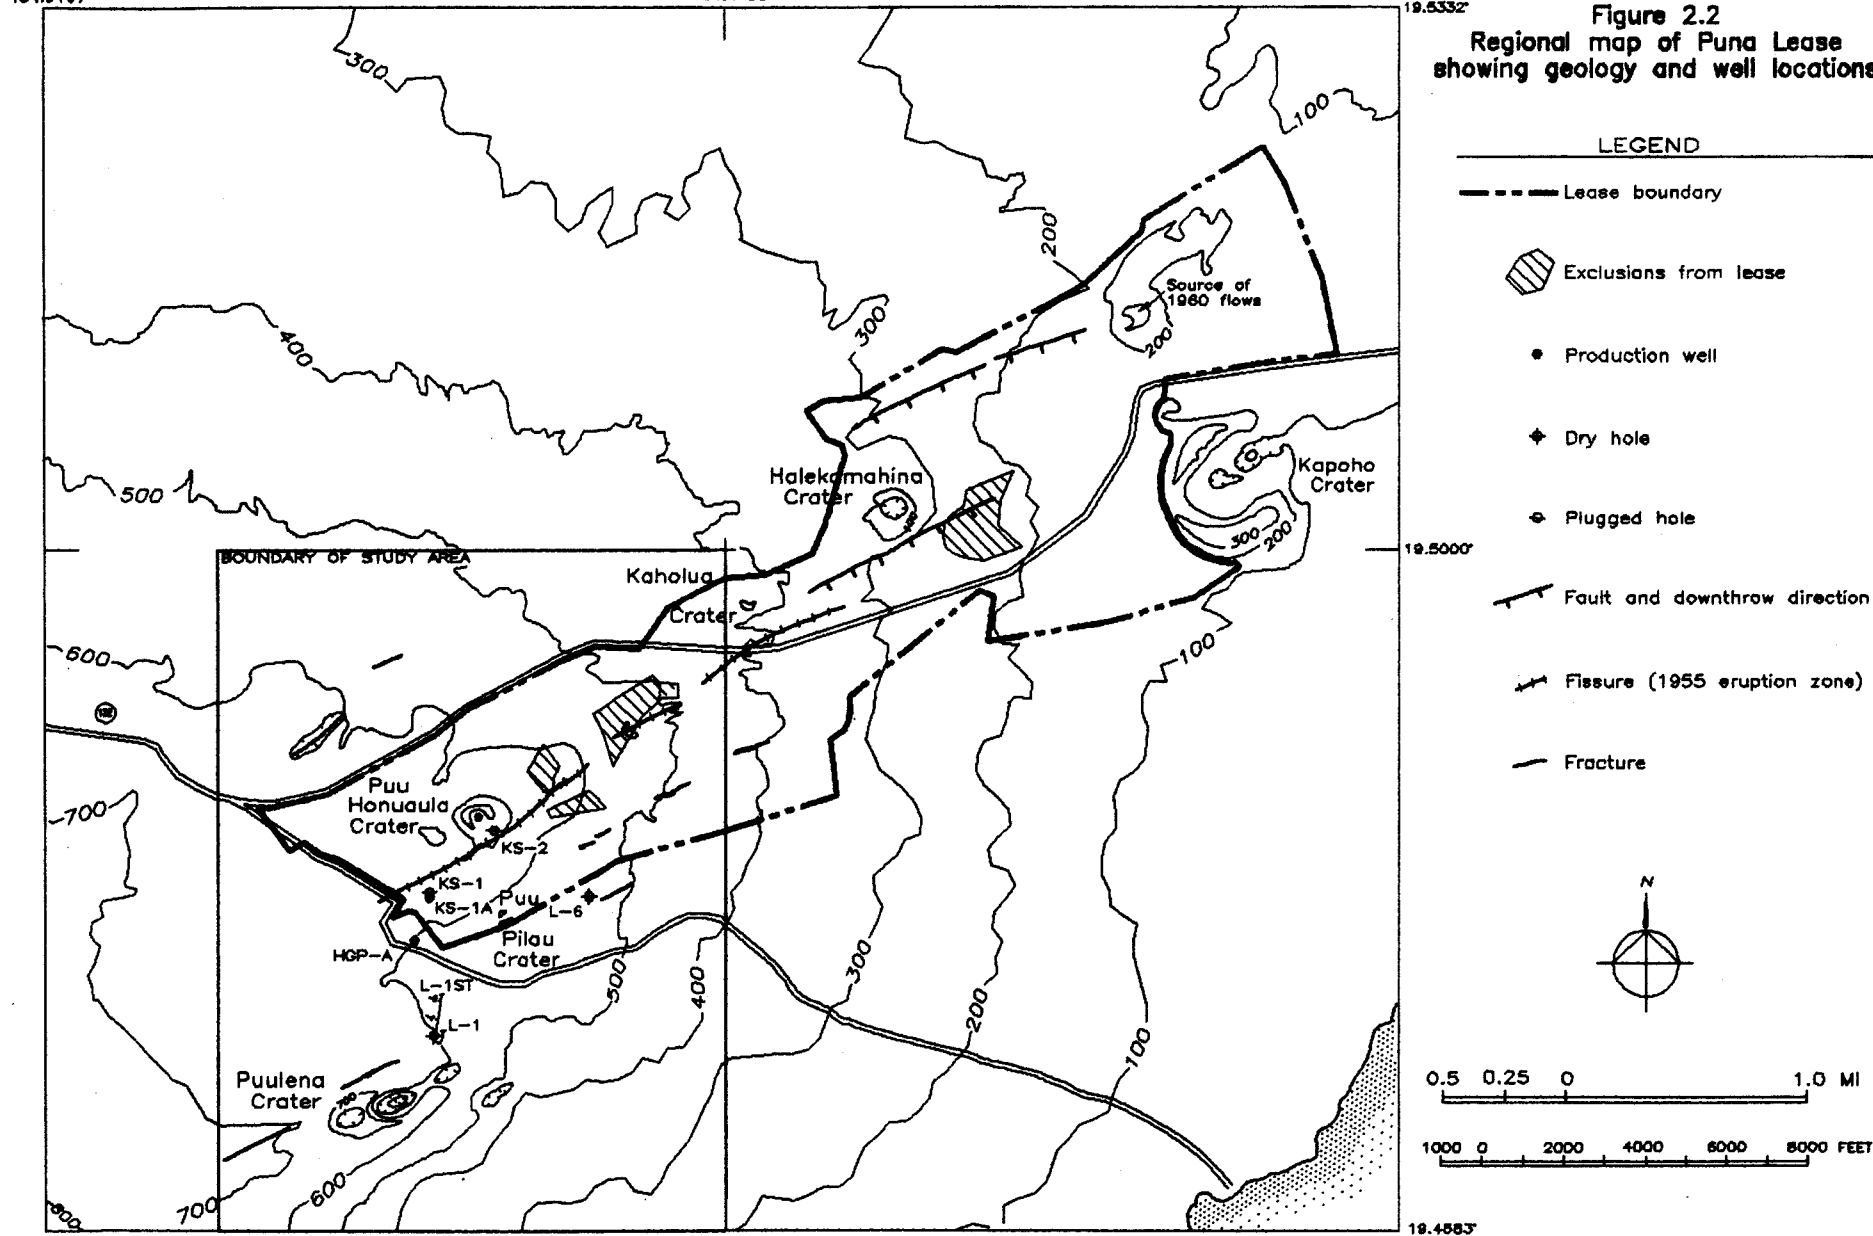 19.5332°
Figure 2.2
Regional map of Puna Lease
showing geology and well locations
LEGEND
Lease boundary
Exclusions from lease
Production well
Dry hole
Plugged hole
Fault and downthrow direction
Fissure (1955 eruption zone)
Fracture
N
0.5 0.25 0 1.0 MI
1000 0 2000 4000 6000 8000 FEET
300
100
200
Source of
1960 flows
200
300
400
Halekamahina
Crater
Kapoho
Crater
500
300
200
19.5000°
BOUNDARY OF STUDY AREA
Kaholua
Crater
600
100
Puu
Honuaula
Crater
700
KS-2
KS-1
KS-1A
Puu
L-6
Pilau
Crater
HGP-A
500
400
300
200
100
L-1ST
L-1
Puulena
Crater
700
600
700
800